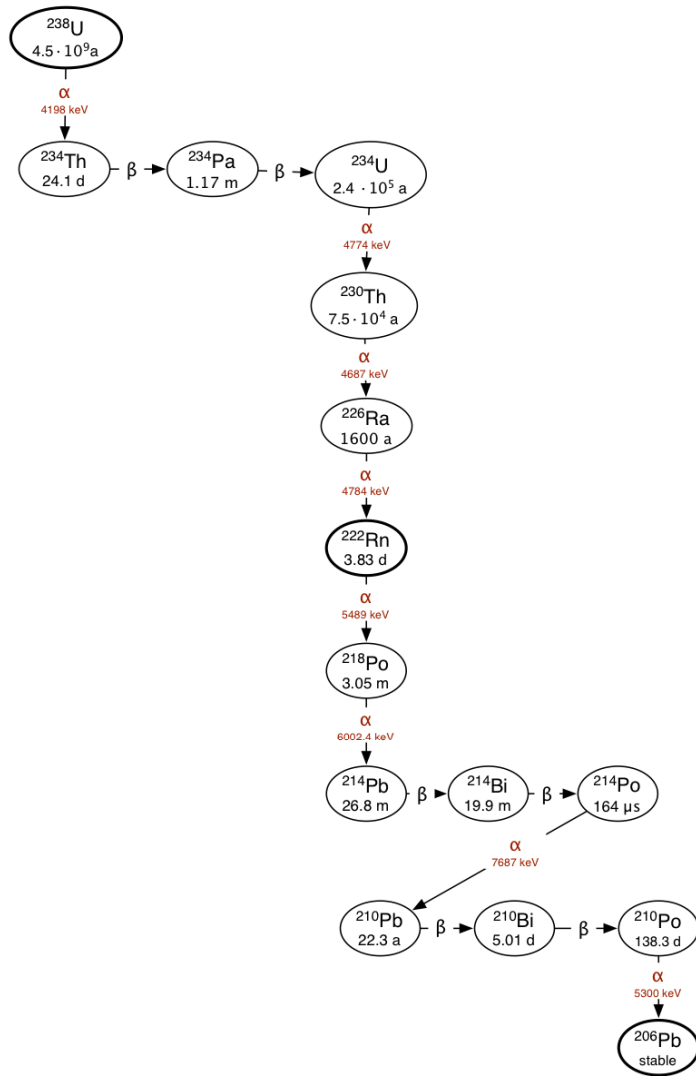 ²³⁸U
4.5 · 10⁹a
α
4198 keV
²³⁴Th
24.1 d
β
²³⁴Pa
1.17 m
β
²³⁴U
2.4 · 10⁵ a
α
4774 keV
²³⁰Th
7.5 · 10⁴ a
α
4687 keV
²²⁶Ra
1600 a
α
4784 keV
²²²Rn
3.83 d
α
5489 keV
²¹⁸Po
3.05 m
α
6002.4 keV
²¹⁴Pb
26.8 m
β
²¹⁴Bi
19.9 m
β
²¹⁴Po
164 µs
α
7687 keV
²¹⁰Pb
22.3 a
β
²¹⁰Bi
5.01 d
β
²¹⁰Po
138.3 d
α
5300 keV
²⁰⁶Pb
stable